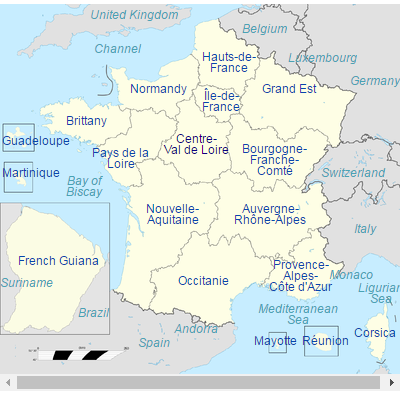 United Kingdom
Belgium
Channel
Hauts-de-
France
Luxembourg
Germany
Normandy
Île-de-
France
Grand Est
Brittany
Guadeloupe
Centre-
Val de Loire
Pays de la
Loire
Bourgogne-
Franche-
Comté
Martinique
Bay of
Biscay
Switzerland
Nouvelle-
Aquitaine
Auvergne-
Rhône-Alpes
Italy
French Guiana
Suriname
Brazil
Occitanie
Provence-
Alpes-
Côte d'Azur
Monaco
Ligurian
Sea
Mediterranean
Sea
Andorra
Spain
Mayotte
Réunion
Corsica